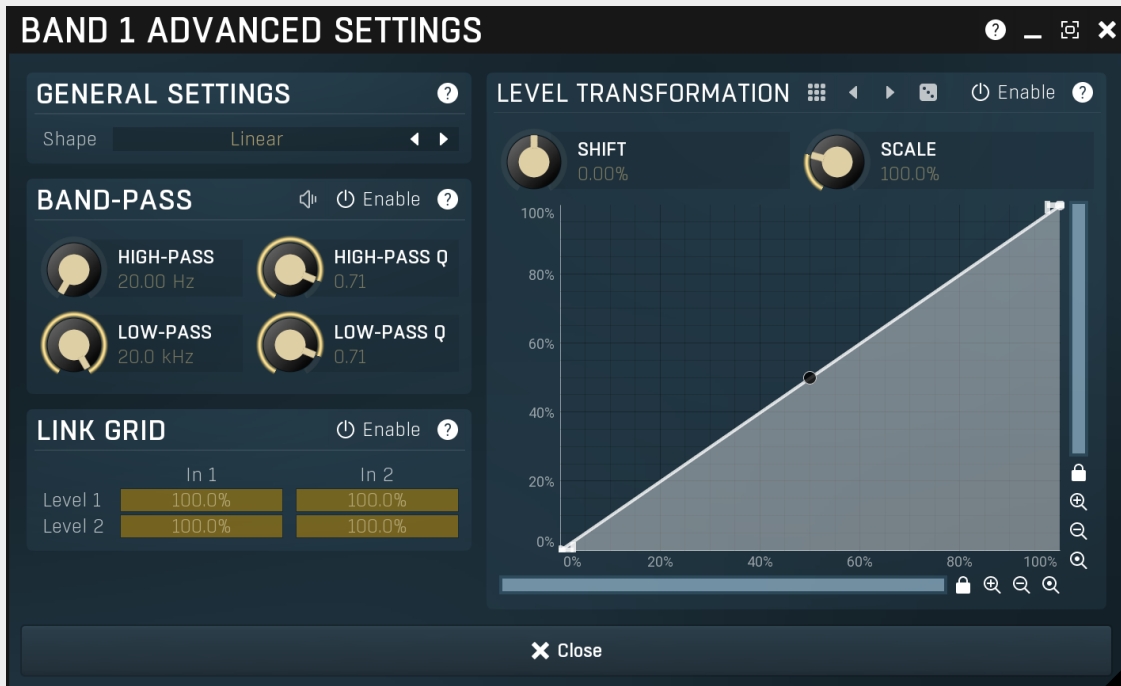 BAND 1 ADVANCED SETTINGS
GENERAL SETTINGS
Shape Linear
BAND-PASS Enable
HIGH-PASS
20.00 Hz
HIGH-PASS Q
0.71
LOW-PASS
20.0 kHz
LOW-PASS Q
0.71
LINK GRID Enable
In 1 In 2
Level 1 100.0% 100.0%
Level 2 100.0% 100.0%
LEVEL TRANSFORMATION Enable
SHIFT
0.00%
SCALE
100.0%
100%
80%
60%
40%
20%
0%
0% 20% 40% 60% 80% 100%
Close